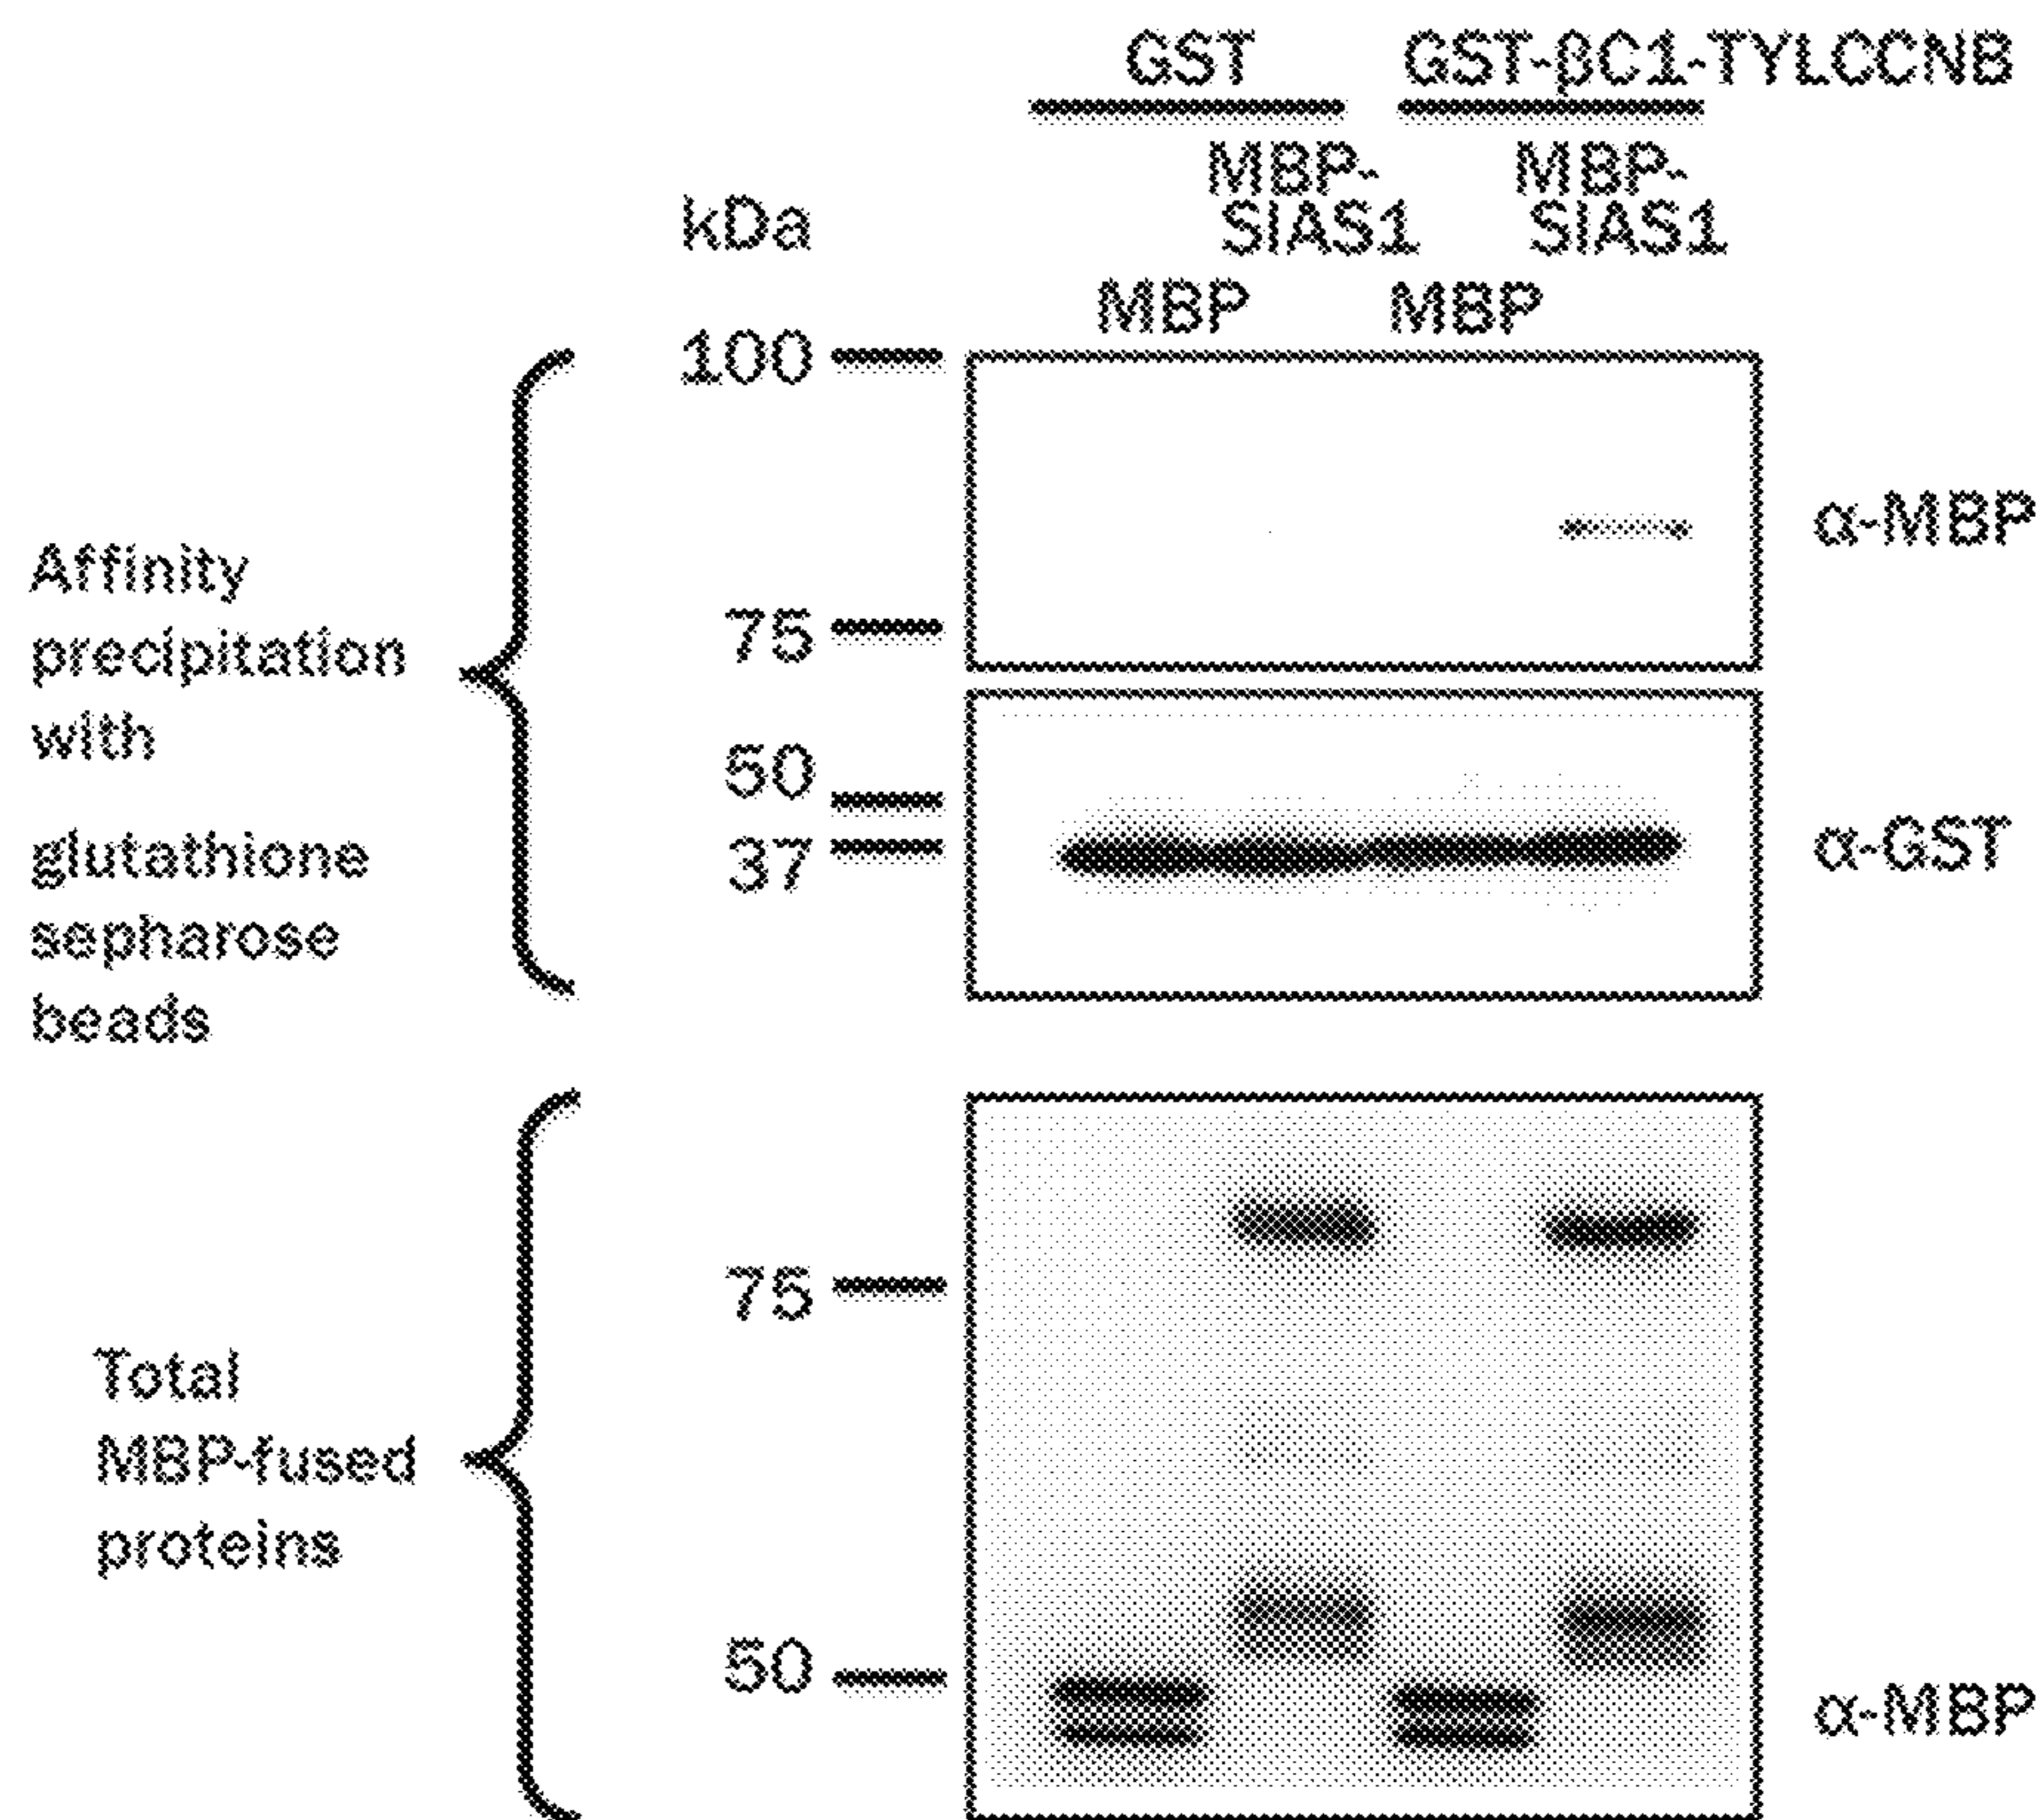 GST GST-βC1-TYLCCNB
MBP- MBP-
SlAS1 SlAS1
kDa
MBP MBP
100
α-MBP
Affinity
precipitation
with
glutathione
sepharose
beads
75
50
37
α-GST
75
Total
MBP-fused
proteins
50
α-MBP